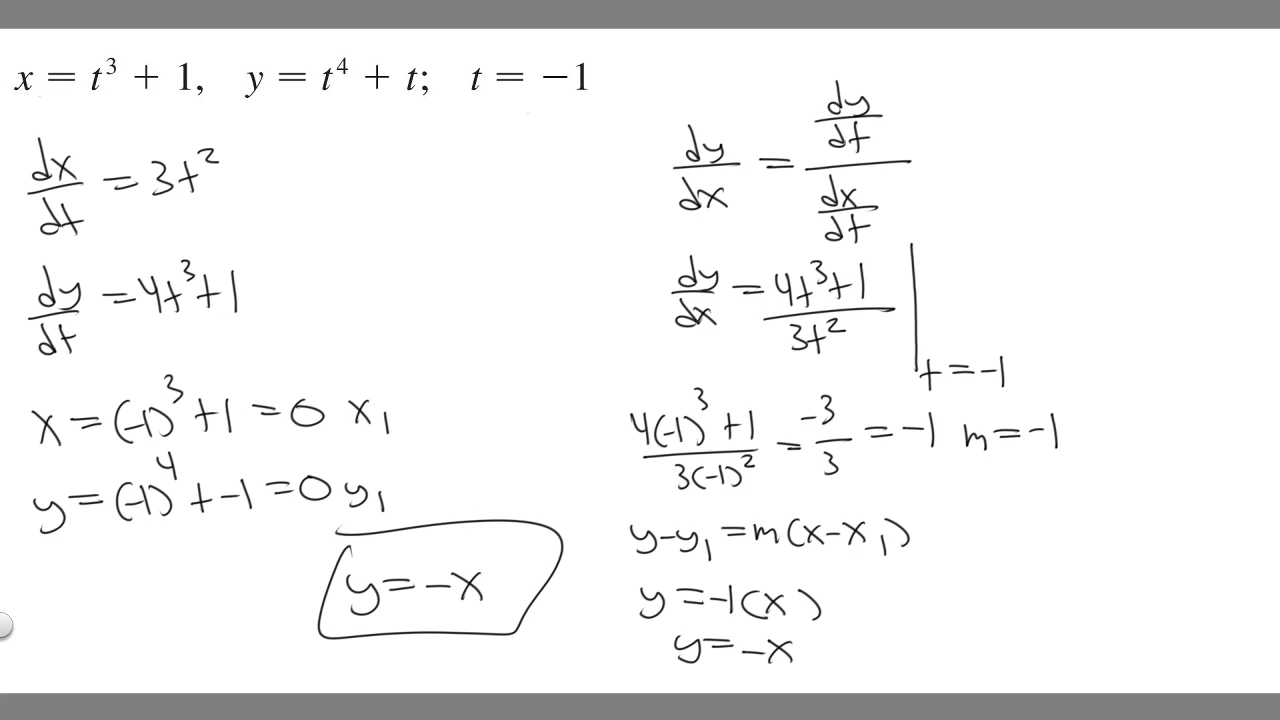 x = t³ + 1, y = t⁴ + t; t = −1
dx/dt = 3t²
dy/dt = 4t³+1
x = (-1)³ +1 = 0 x₁
y = (-1)⁴ + -1 = 0 y₁
y = -x
dy/dx = (dy/dt)/(dx/dt)
dy/dx = (4t³+1)/(3t²) | t = -1
(4(-1)³ +1)/(3(-1)²) = -3/3 = -1 m = -1
y-y₁ = m(x-x₁)
y = -1(x )
y = -x